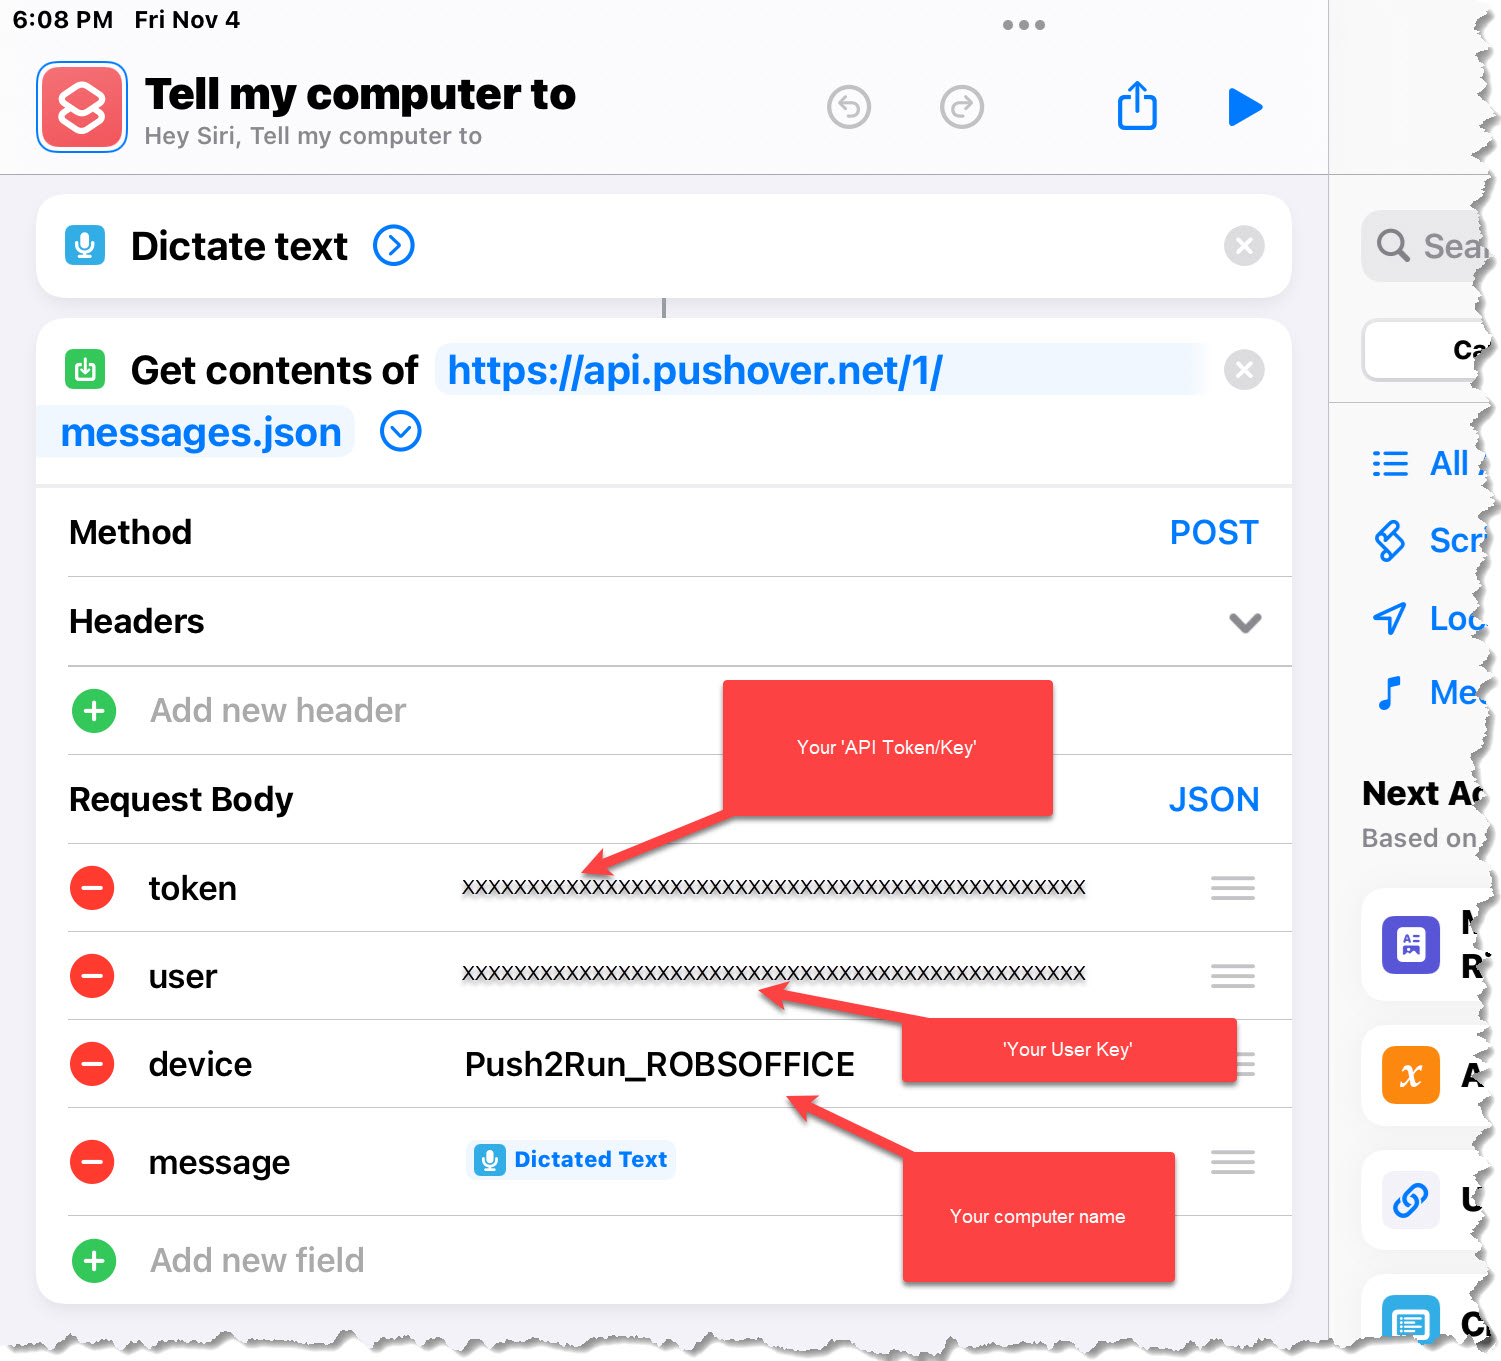 6:08 PM Fri Nov 4
Tell my computer to
Hey Siri, Tell my computer to
Dictate text
Get contents of https://api.pushover.net/1/
messages.json
Method POST
Headers
Add new header
Your 'API Token/Key'
Request Body JSON
token XXXXXXXXXXXXXXXXXXXXXXXXXXXXXXXXXXXXXXXXXXXXXXXX
user XXXXXXXXXXXXXXXXXXXXXXXXXXXXXXXXXXXXXXXXXXXXXXXX
'Your User Key'
device Push2Run_ROBSOFFICE
message Dictated Text
Your computer name
Add new field
Sea
Ca
All
Scri
Loc
Me
Next Ac
Based on
R
A
U